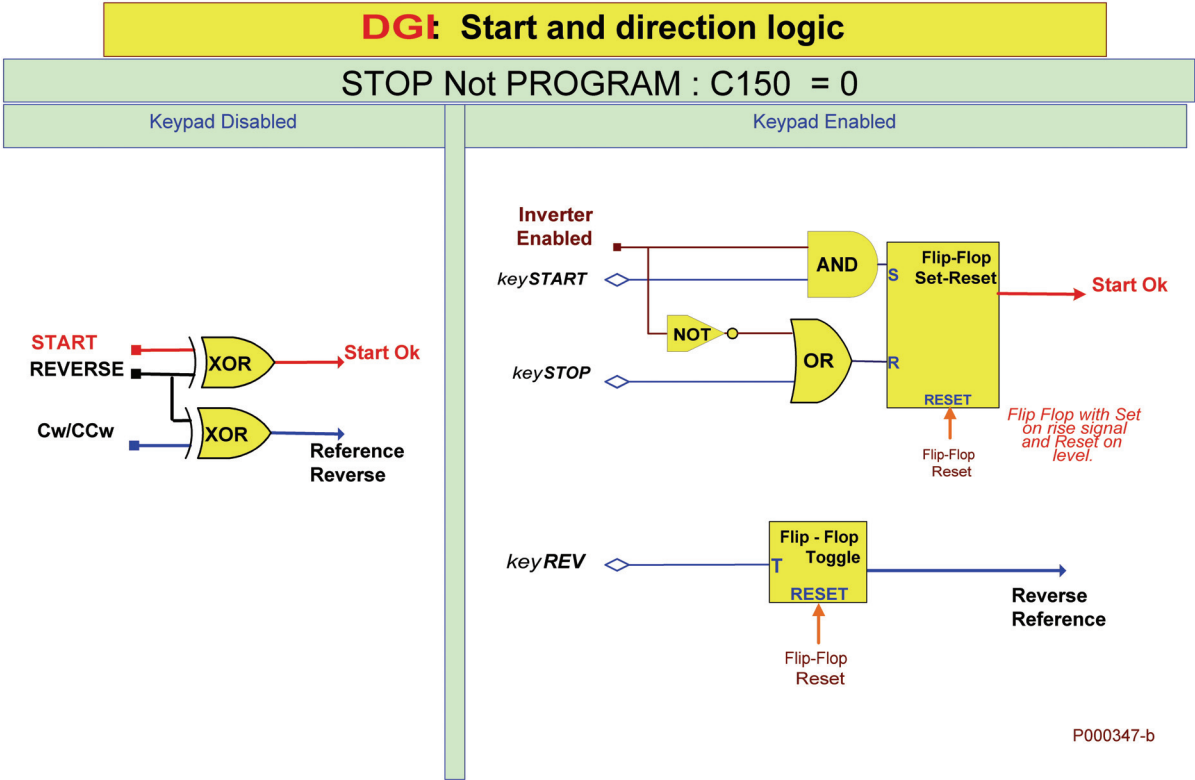 DGI: Start and direction logic
STOP Not PROGRAM : C150 = 0
Keypad Disabled
START
REVERSE
XOR
Start Ok
Cw/CCw
XOR
Reference
Reverse
Keypad Enabled
Inverter
Enabled
keySTART
AND
S
Flip-Flop
Set-Reset
Start Ok
NOT
keySTOP
OR
R
RESET
Flip-Flop
Reset
Flip Flop with Set
on rise signal
and Reset on
level.
keyREV
Flip - Flop
Toggle
T
RESET
Flip-Flop
Reset
Reverse
Reference
P000347-b